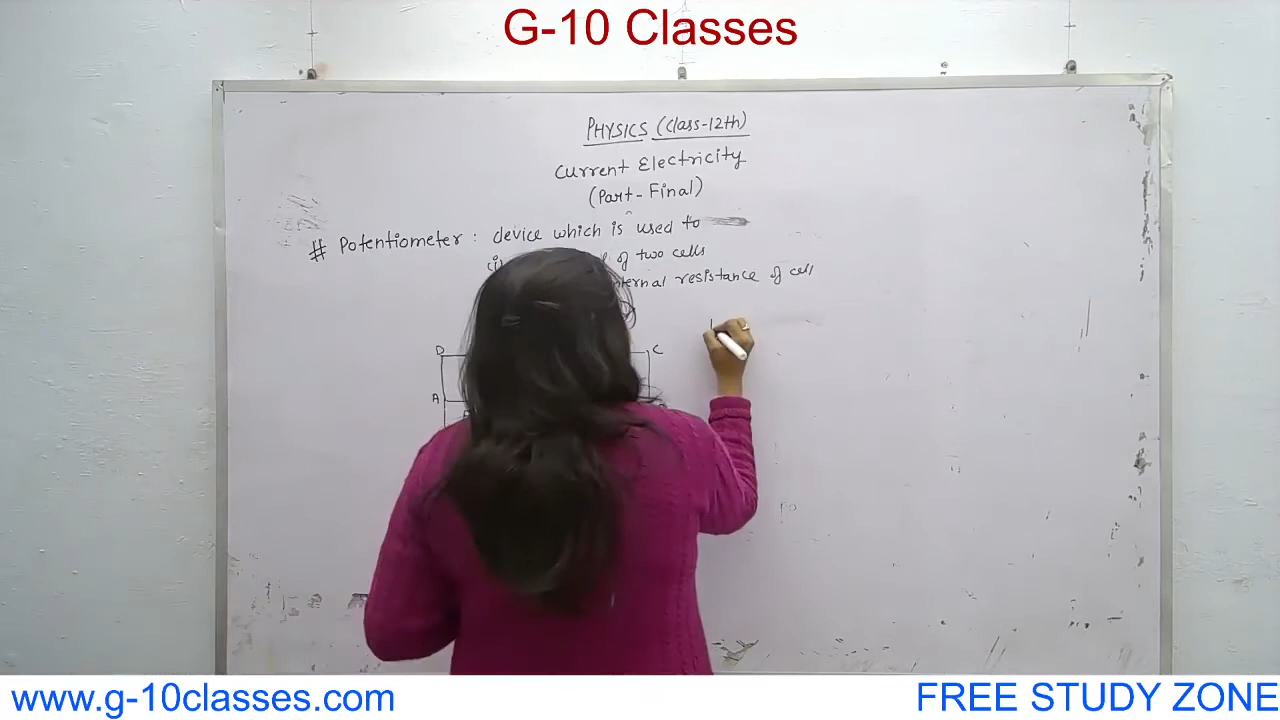 G-10 Classes
PHYSICS (Class-12th)
Current Electricity
(Part-Final)
# Potentiometer : device which is used to
of two cells
internal resistance of cell
D C
A
www.g-10classes.com FREE STUDY ZONE